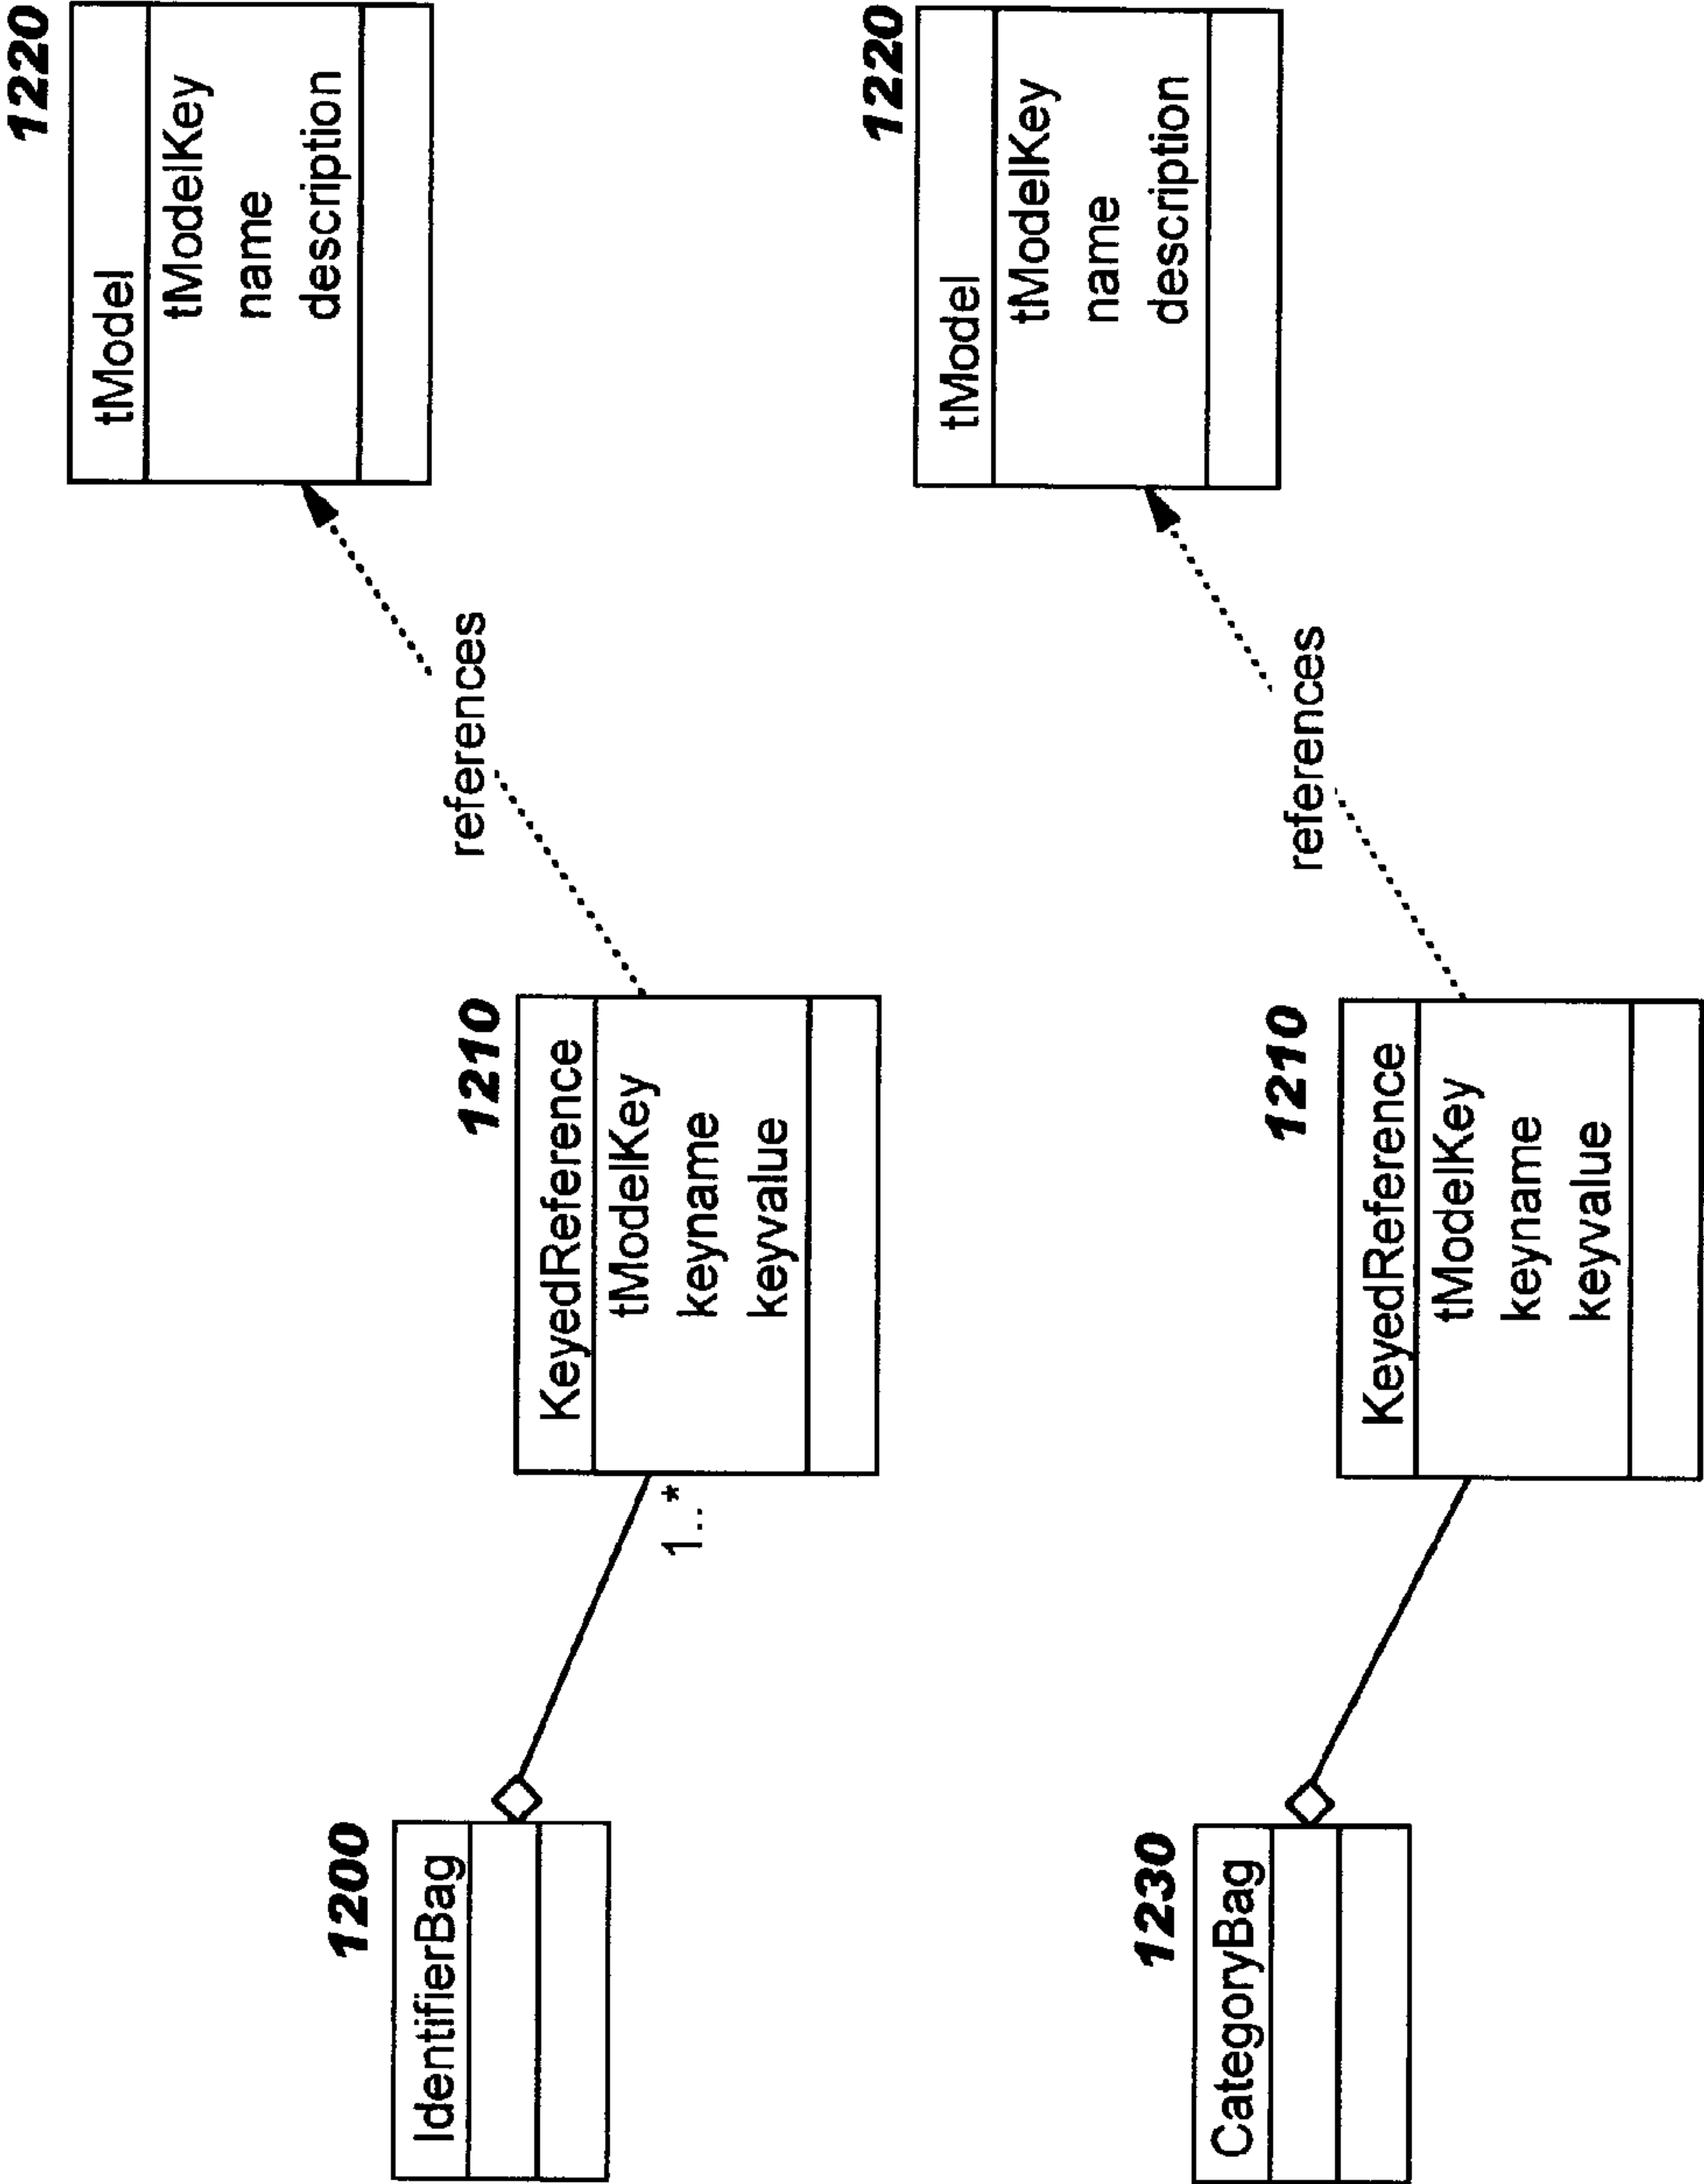 1200
IdentifierBag
1..*
1210
KeyedReference
tModelKey
keyname
keyvalue
references
1220
tModel
tModelKey
name
description
1230
CategoryBag
1210
KeyedReference
tModelKey
keyname
keyvalue
references
1220
tModel
tModelKey
name
description